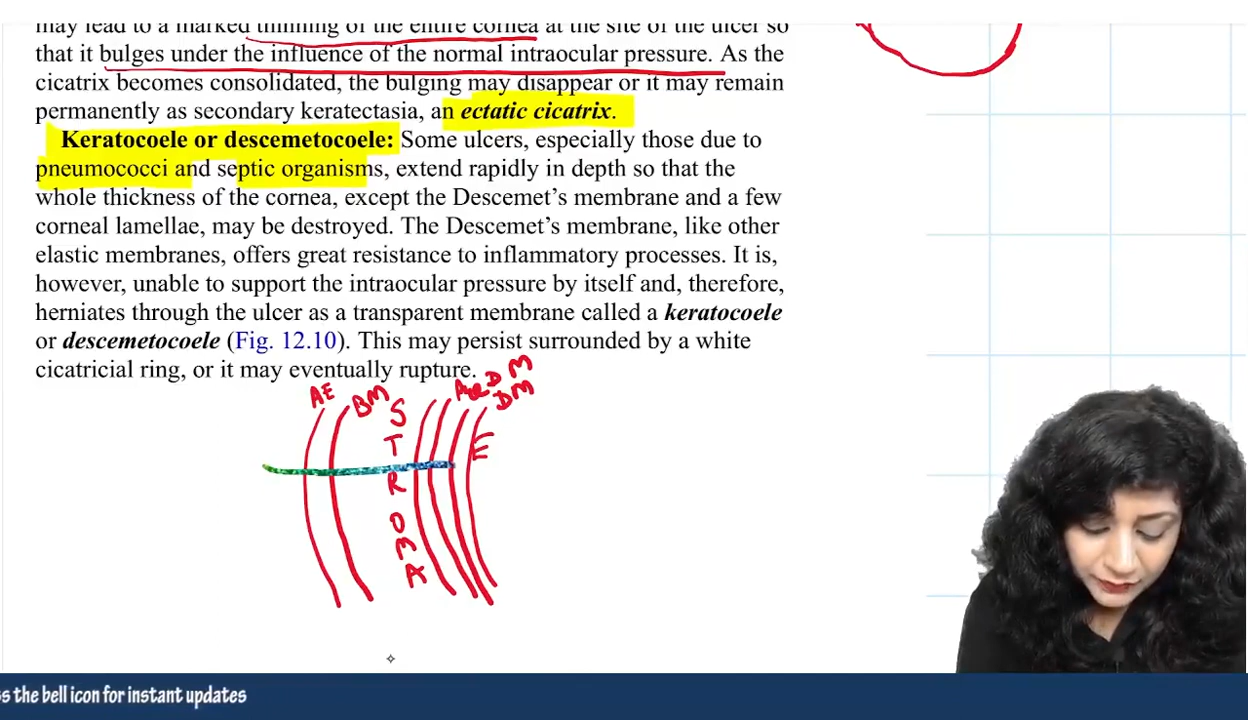 may lead to a marked thinning of the entire cornea at the site of the ulcer so
that it bulges under the influence of the normal intraocular pressure. As the
cicatrix becomes consolidated, the bulging may disappear or it may remain
permanently as secondary keratectasia, an ectatic cicatrix.
Keratocoele or descemetocoele: Some ulcers, especially those due to
pneumococci and septic organisms, extend rapidly in depth so that the
whole thickness of the cornea, except the Descemet’s membrane and a few
corneal lamellae, may be destroyed. The Descemet’s membrane, like other
elastic membranes, offers great resistance to inflammatory processes. It is,
however, unable to support the intraocular pressure by itself and, therefore,
herniates through the ulcer as a transparent membrane called a keratocoele
or descemetocoele (Fig. 12.10). This may persist surrounded by a white
cicatricial ring, or it may eventually rupture.
AE
BM
STROMA
DM
DM
E
s the bell icon for instant updates